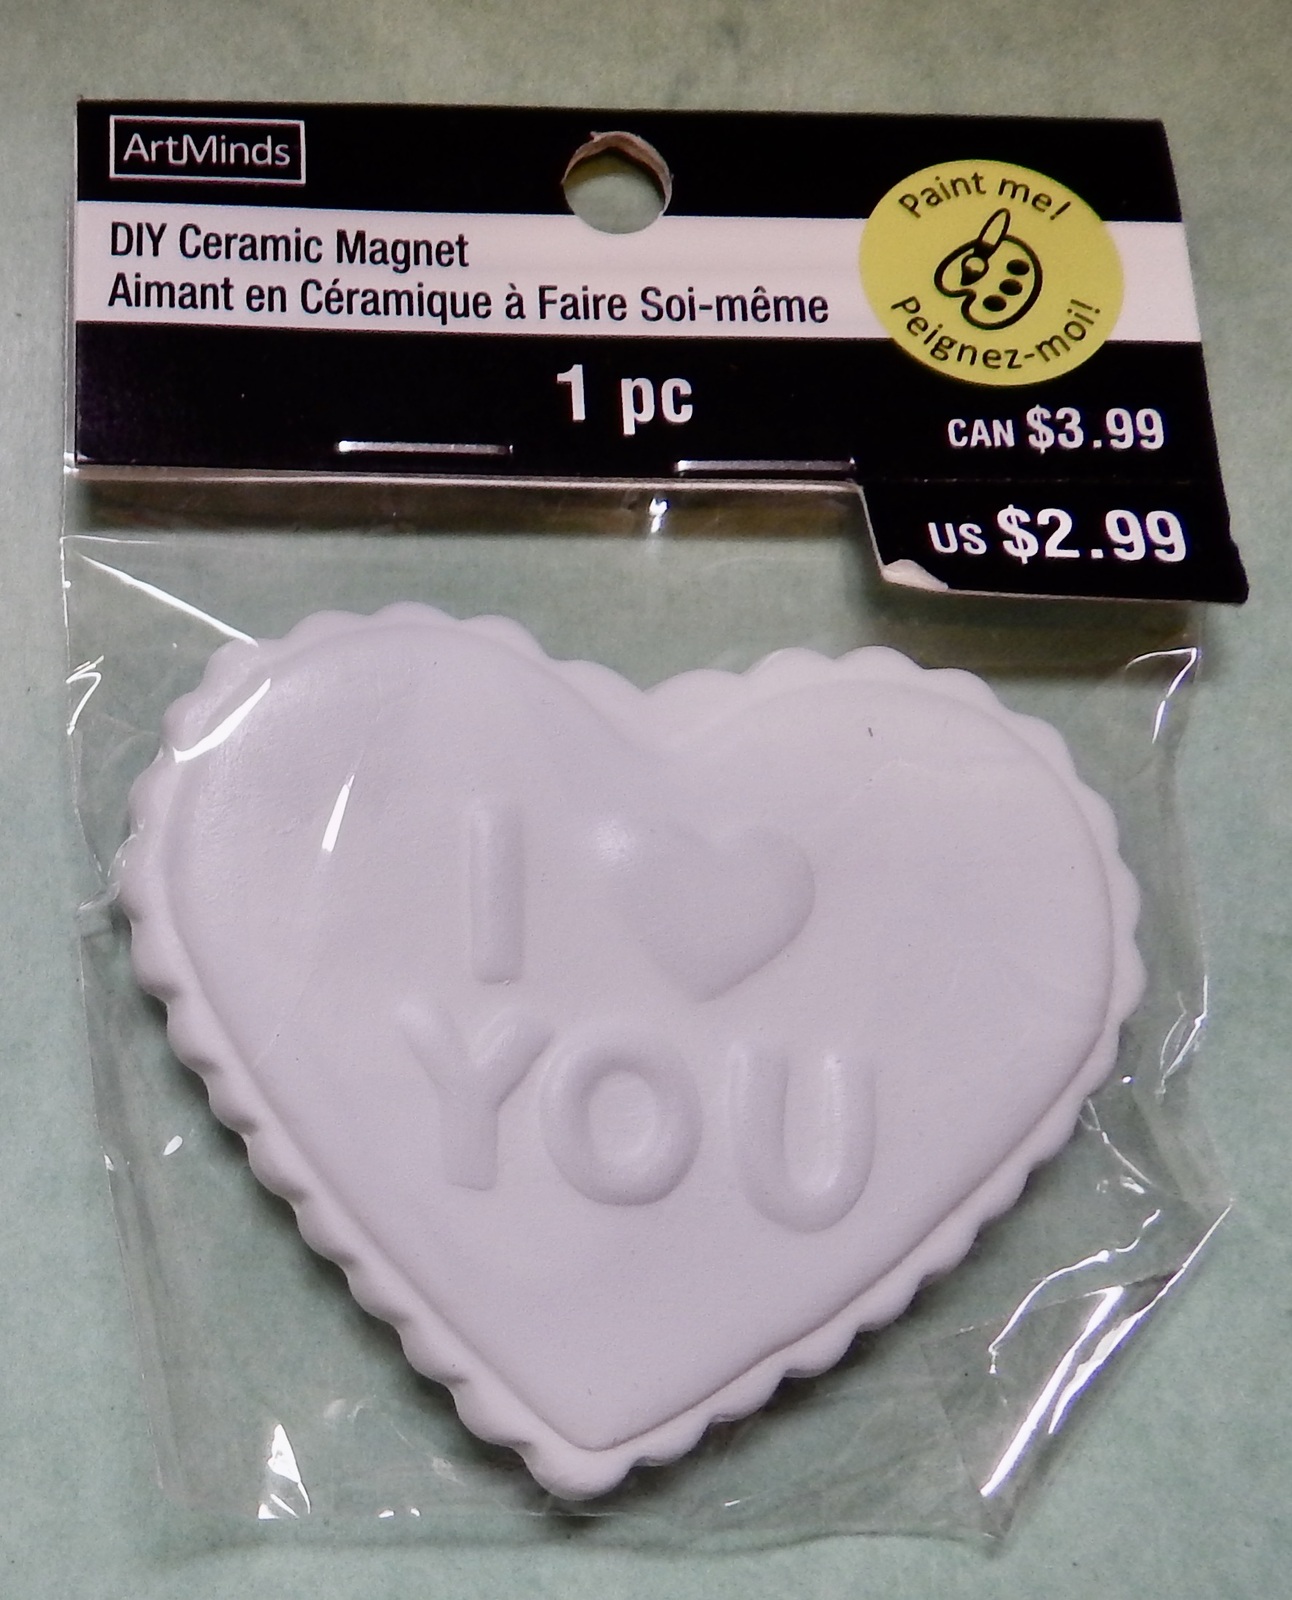 ArtMinds
DIY Ceramic Magnet
Aimant en Céramique à Faire Soi-même
Paint me!
Peignez-moi!
1 pc
CAN $3.99
US $2.99
I ♥
YOU